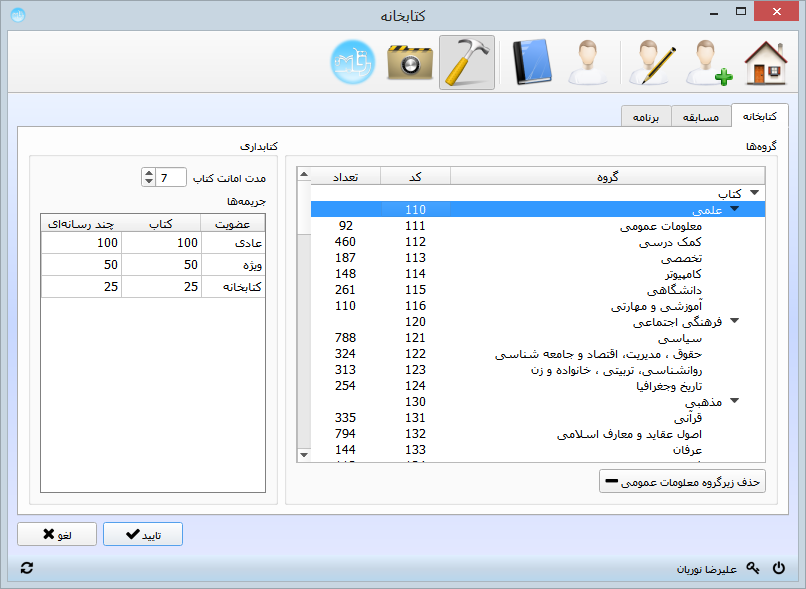 کتابخانه
کتابخانه
مسابقه
برنامه
گروه‌ها
گروه کد تعداد
کتاب
علمی 110
معلومات عمومی 111 92
کمک درسی 112 460
تخصصی 113 187
کامپیوتر 114 148
دانشگاهی 115 261
آموزشی و مهارتی 116 110
فرهنگی اجتماعی 120
سیاسی 121 788
حقوق ، مدیریت، اقتصاد و جامعه شناسی 122 324
روانشناسی، تربیتی ، خانواده و زن 123 313
تاریخ وجغرافیا 124 254
مذهبی 130
قرآنی 131 335
اصول عقاید و معارف اسلامی 132 794
عرفان 133 144
حذف زیرگروه معلومات عمومی
کتابداری
مدت امانت کتاب 7
جریمه‌ها
عضویت کتاب چند رسانه‌ای
عادی 100 100
ویژه 50 50
کتابخانه 25 25
تایید
لغو
علیرضا نوریان